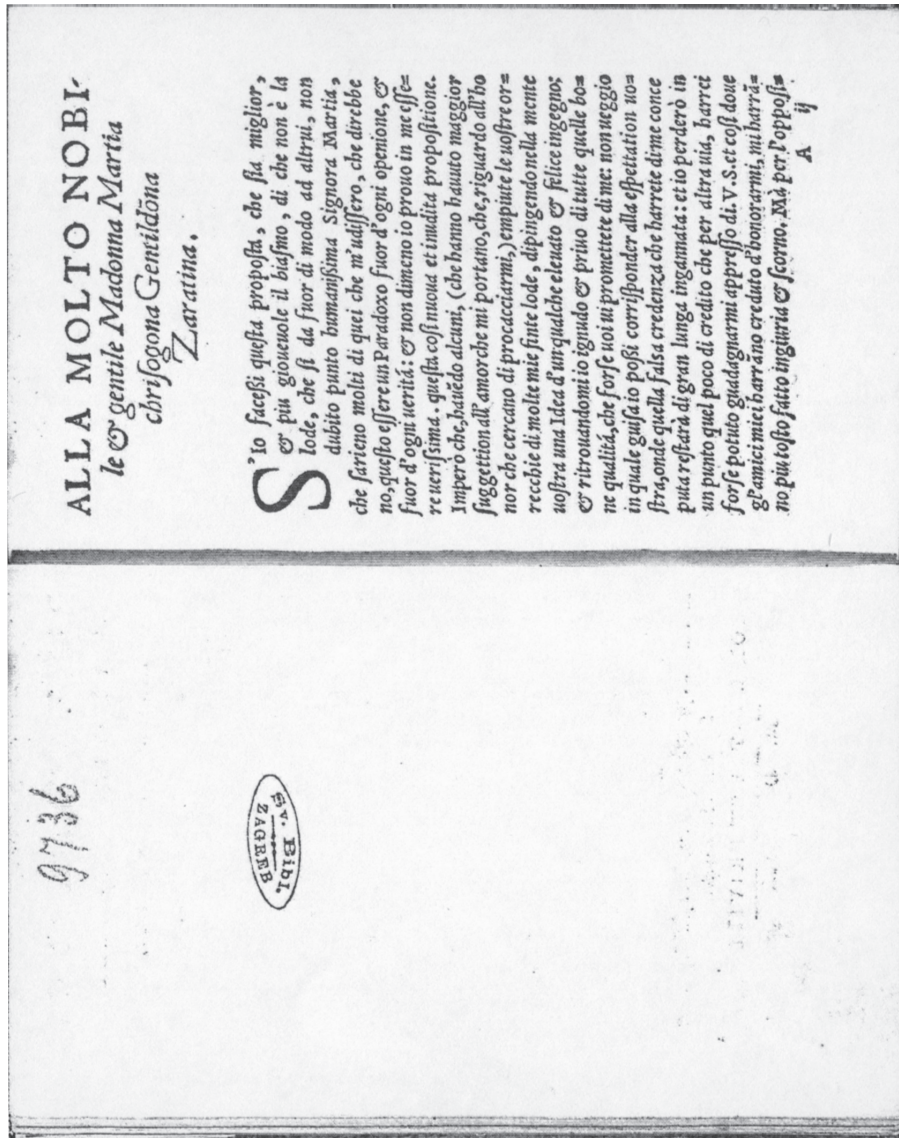 9736
Sv. Bibl.
ZAGREB
ALLA MOLTO NOBI-
le & gentile Madonna Martia
chriſogona Gentildōna
Zaratina.
S'Io faceſsi queſta propoſta, che ſia miglior,
& piu gioueuole il biaſmo, di che non è la
lode, che ſi da fuor di modo ad altrui, non
dubito punto humaniſsima Signora Martia,
che ſarieno molti di quei che m'udiſſero, che direbbe
no, queſto eſſere un Paradoxo fuor d'ogni openione, &
fuor d'ogni ueritá: & non dimeno io prouo in me eſſe=
re ueriſsima. queſta coſi nuoua et inudita propoſitione.
Imperò che, hauēdo alcuni, (che hanno hauuto maggior
ſuggettion all'amor che mi portano, che, riguardo all'ho
nor che cercano di procacciarmi,) empiute le uoſtre or=
recchie di molte mie finte lode, dipingendo nella mente
uoſtra una Idea d'un qualche eleuato & felice ingegno;
& ritrouandomi io ignudo & priuo di tutte quelle bo=
ne qualitá, che forſe uoi ui promettete di me: non ueggio
in quale guiſa io poſsi corriſponder alla eſpettation uo=
ſtra, onde quella falſa credenza che harrete di me conce
puta reſtará di gran lunga ingannata: et io perderò in
un punto quel poco di credito che per altra uia, harrei
forſe potuto guadagnarmi appreſſo di. V. S. et coſi doue
gl'amici miei harrāno creduto d'honorarmi, mi harrā=
no piu toſto fatto ingiuria & ſcorno. Mà per l'oppoſi=
A ij